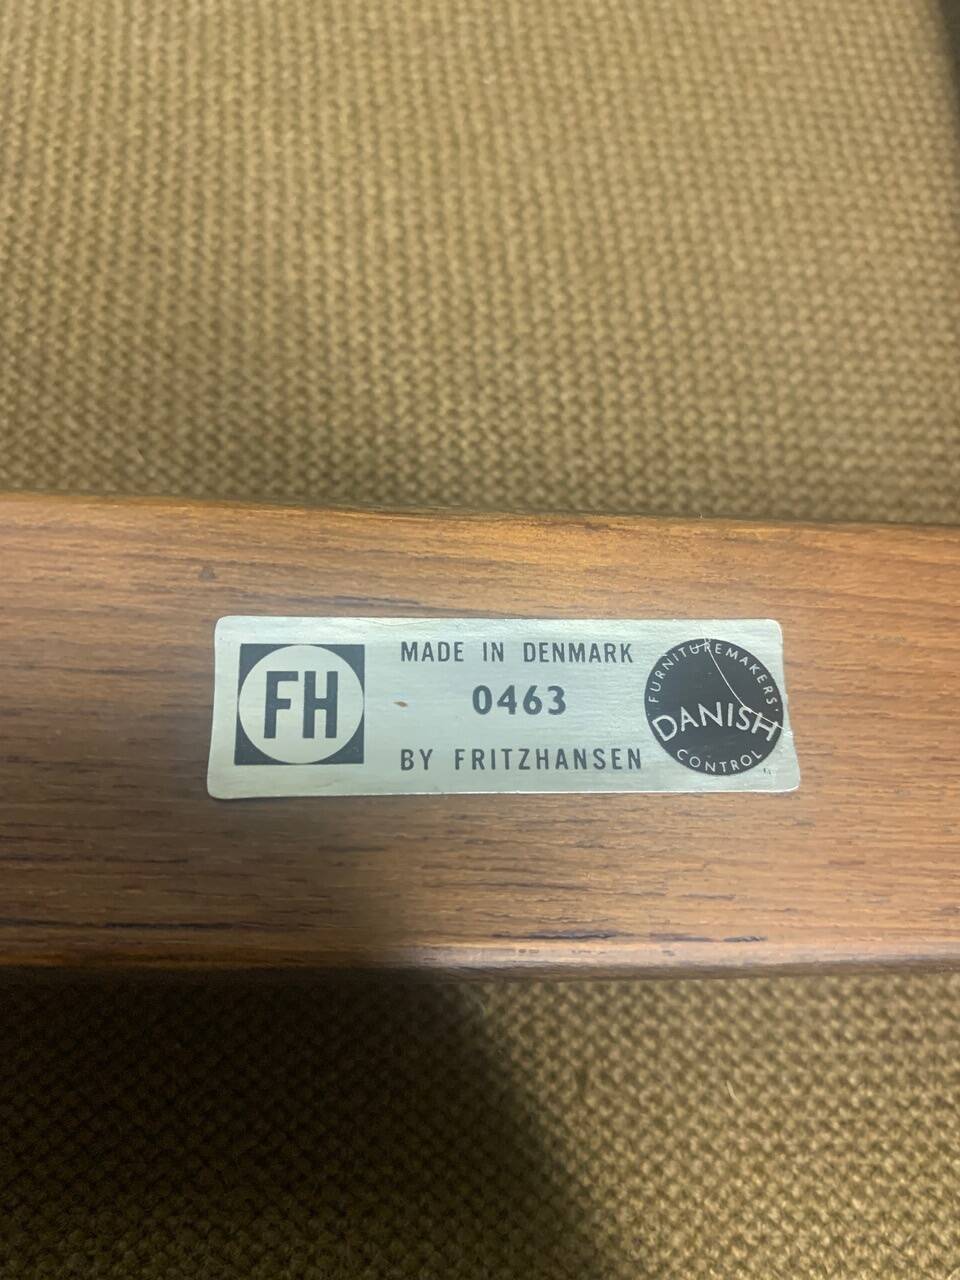 FH
MADE IN DENMARK
0463
BY FRITZHANSEN
FURNITUREMAKERS'
DANISH
CONTROL